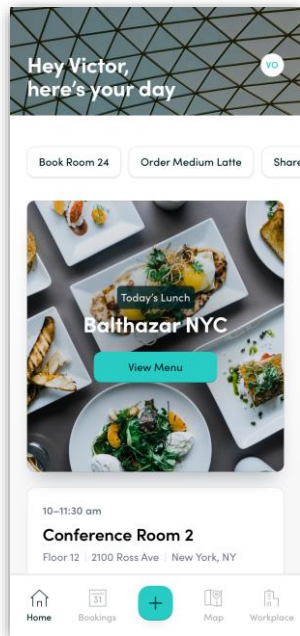 Hey Victor,
here's your day
VO
Book Room 24
Order Medium Latte
Share
Today's Lunch
Balthazar NYC
View Menu
10–11:30 am
Conference Room 2
Floor 12 | 2100 Ross Ave | New York, NY
31
+
Home
Bookings
Map
Workplace